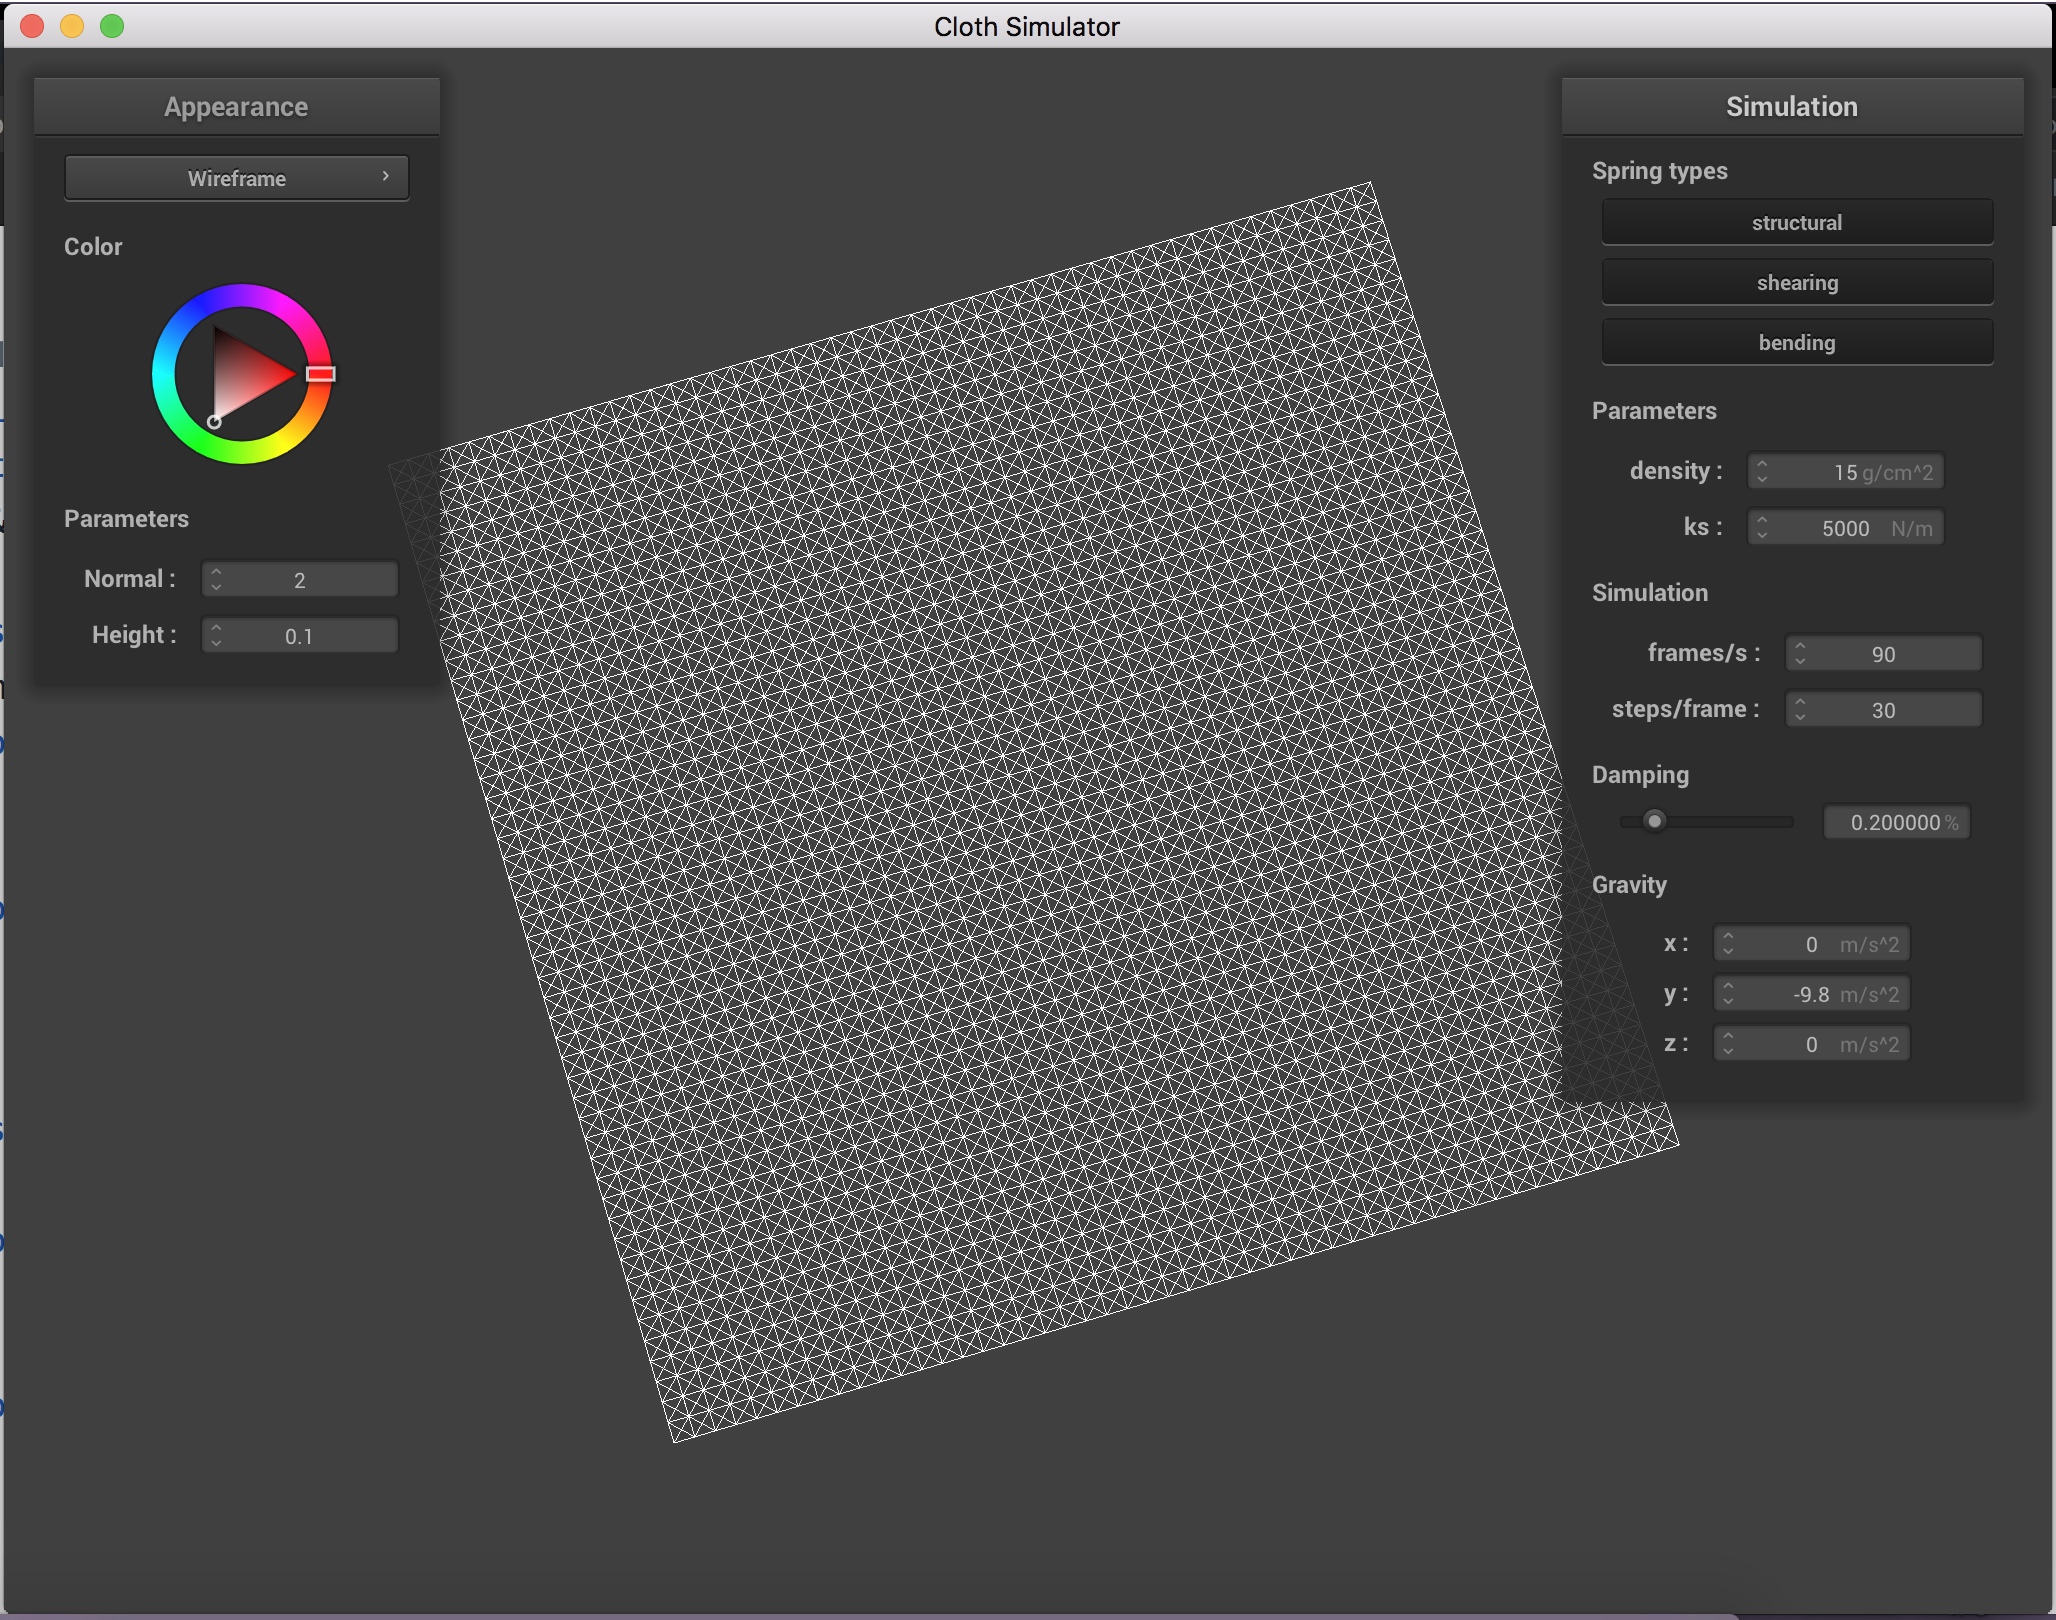 Cloth Simulator
Appearance
Wireframe
Color
Parameters
Normal : 2
Height : 0.1
Simulation
Spring types
structural
shearing
bending
Parameters
density : 15 g/cm^2
ks : 5000 N/m
Simulation
frames/s : 90
steps/frame : 30
Damping
0.200000 %
Gravity
x : 0 m/s^2
y : -9.8 m/s^2
z : 0 m/s^2